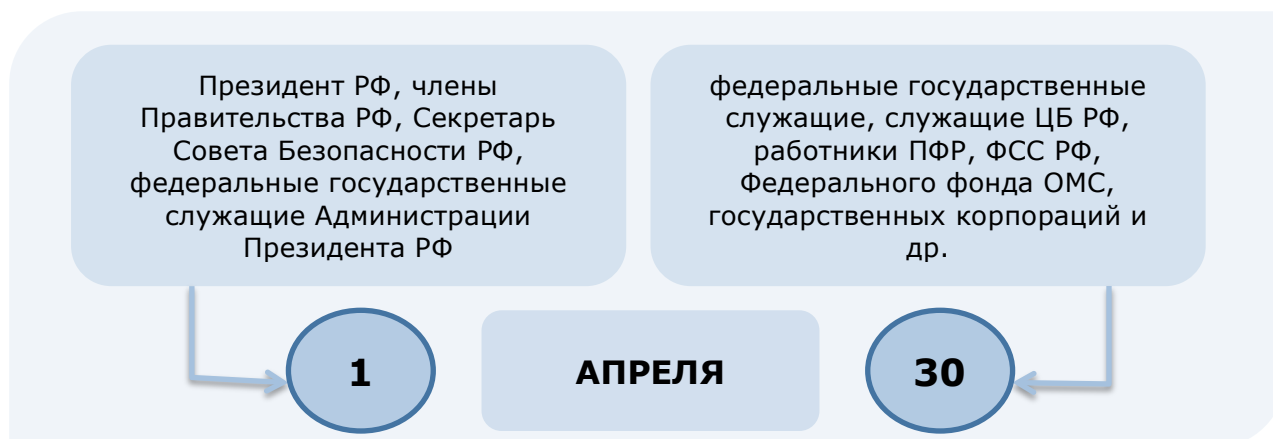 Президент РФ, члены
Правительства РФ, Секретарь
Совета Безопасности РФ,
федеральные государственные
служащие Администрации
Президента РФ
федеральные государственные
служащие, служащие ЦБ РФ,
работники ПФР, ФСС РФ,
Федерального фонда ОМС,
государственных корпораций и
др.
1
АПРЕЛЯ
30